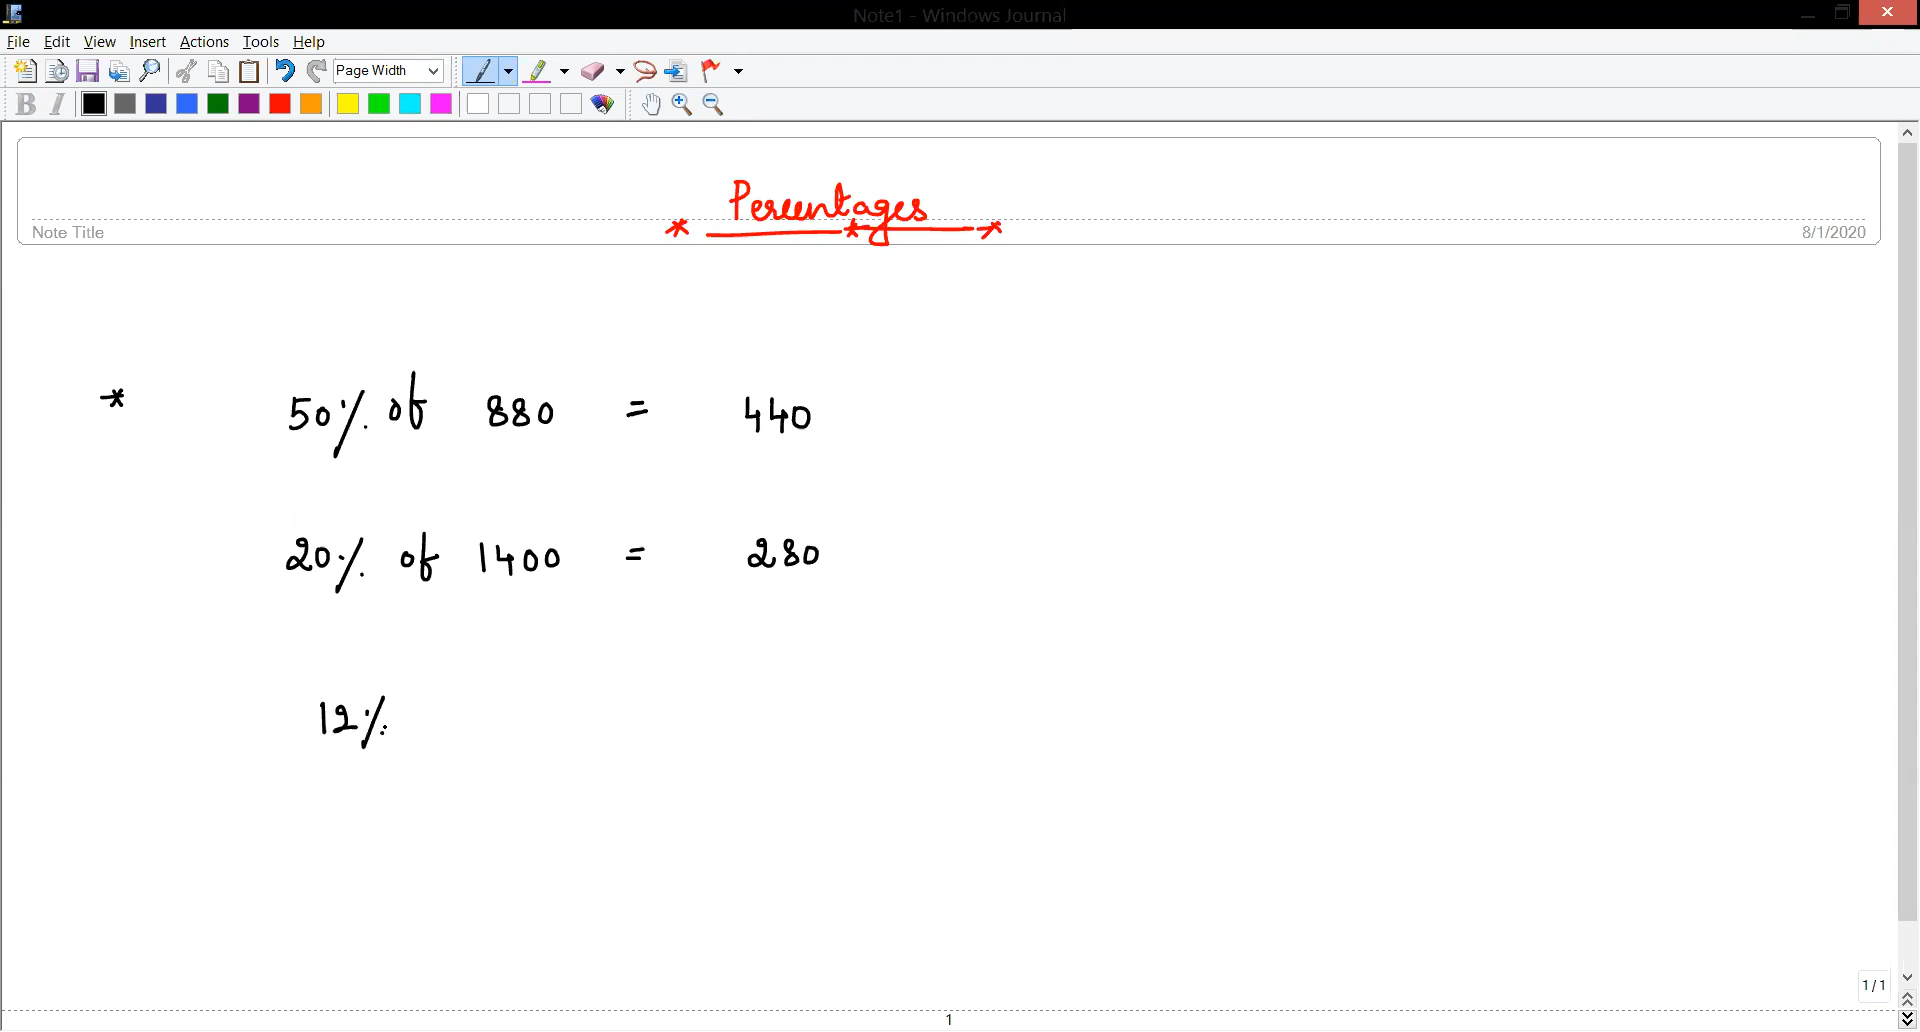 Note1 - Windows Journal
File Edit View Insert Actions Tools Help
Page Width
B I
Percentages
* * *
Note Title 8/1/2020
* 50% of 880 = 440
20% of 1400 = 280
12%
1/1
1